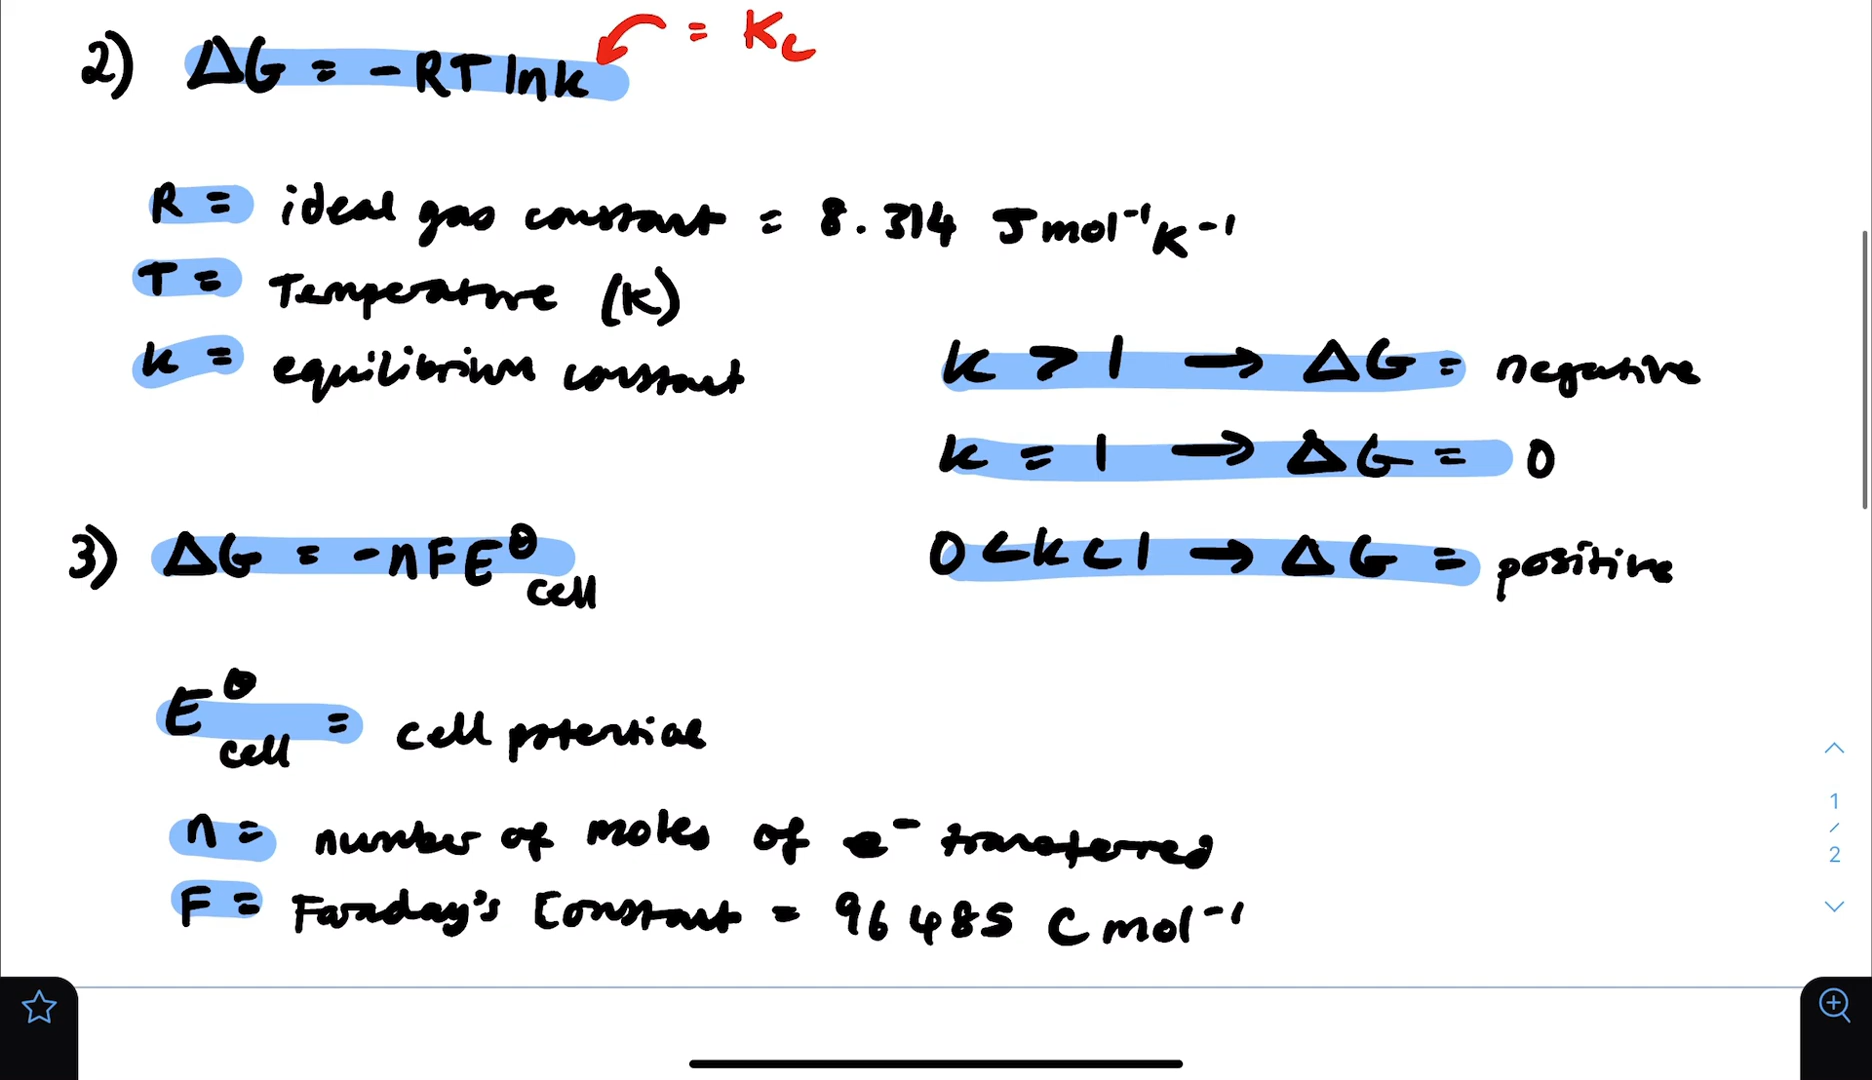 = Kc
2) ΔG = -RT lnk
R = ideal gas constant = 8.314 J mol⁻¹ K⁻¹
T = Temperature (K)
k = equilibrium constant
k > 1 → ΔG = negative
k = 1 → ΔG = 0
0 < k < 1 → ΔG = positive
3) ΔG = -nFE^θ cell
E^θ cell = cell potential
n = number of moles of e⁻ transferred
F = Faraday's Constant = 96 485 C mol⁻¹
1
/
2